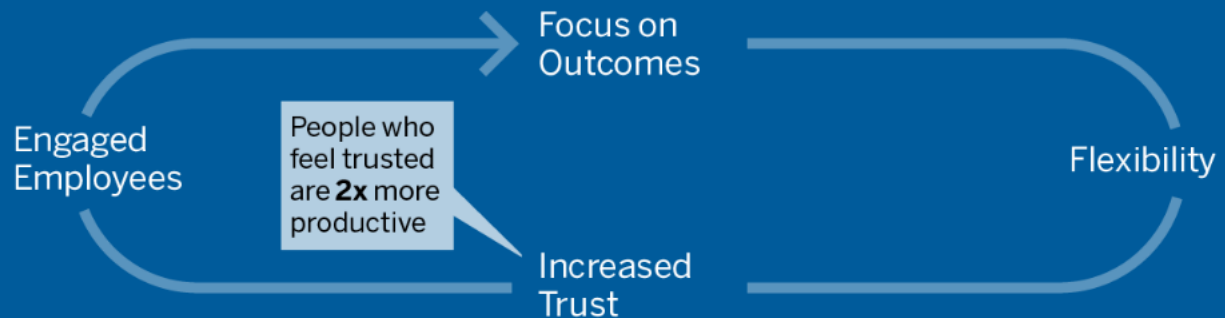 Focus on
Outcomes
Engaged
Employees
People who
feel trusted
are 2x more
productive
Flexibility
Increased
Trust